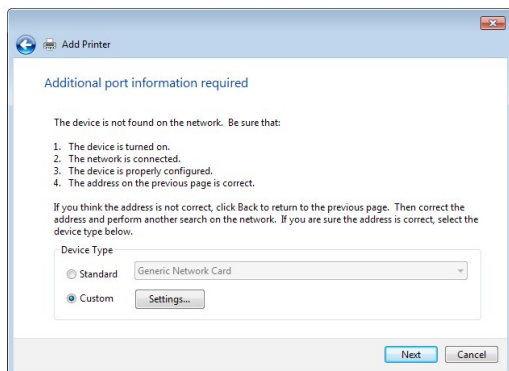 Add Printer
Additional port information required
The device is not found on the network. Be sure that:
1. The device is turned on.
2. The network is connected.
3. The device is properly configured.
4. The address on the previous page is correct.
If you think the address is not correct, click Back to return to the previous page. Then correct the
address and perform another search on the network. If you are sure the address is correct, select the
device type below.
Device Type
Standard Generic Network Card
Custom Settings...
Next Cancel